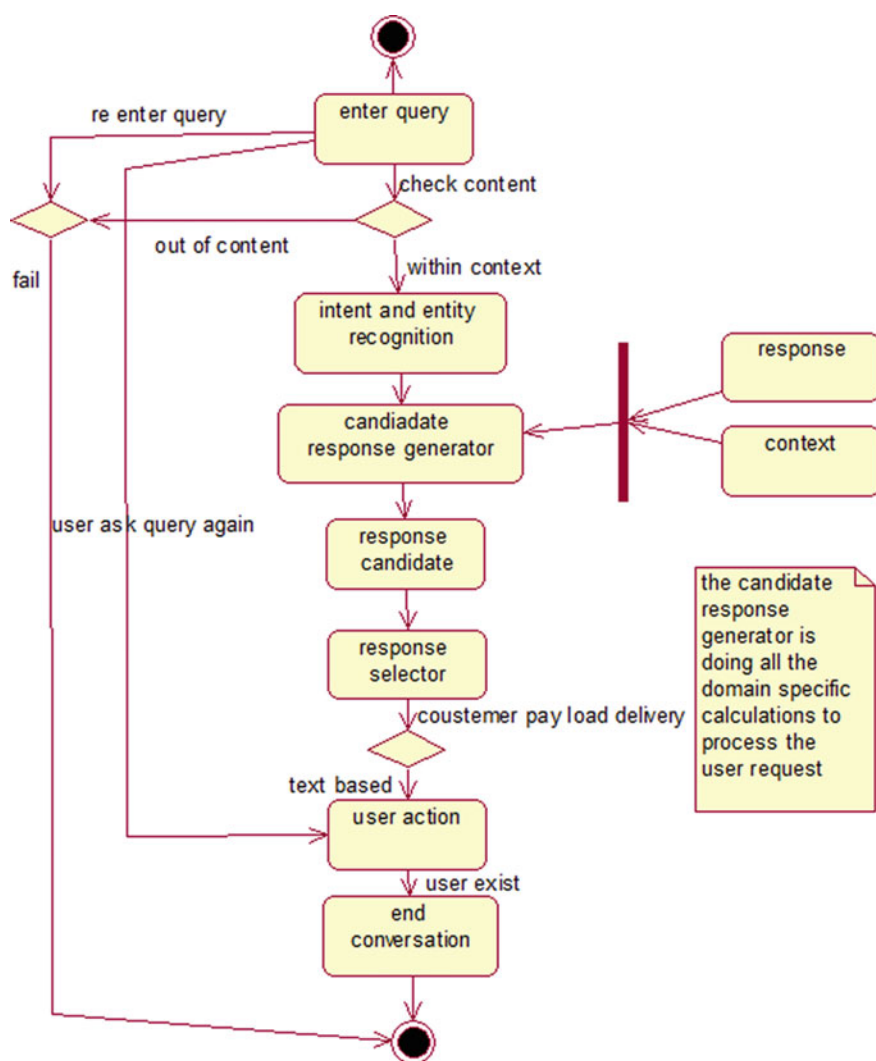 re enter query
enter query
check content
out of content
within context
fail
intent and entity
recognition
response
candiadate
response generator
context
user ask query again
response
candidate
the candidate
response
generator is
doing all the
domain specific
calculations to
process the
user request
response
selector
coustemer pay load delivery
text based
user action
user exist
end
conversation